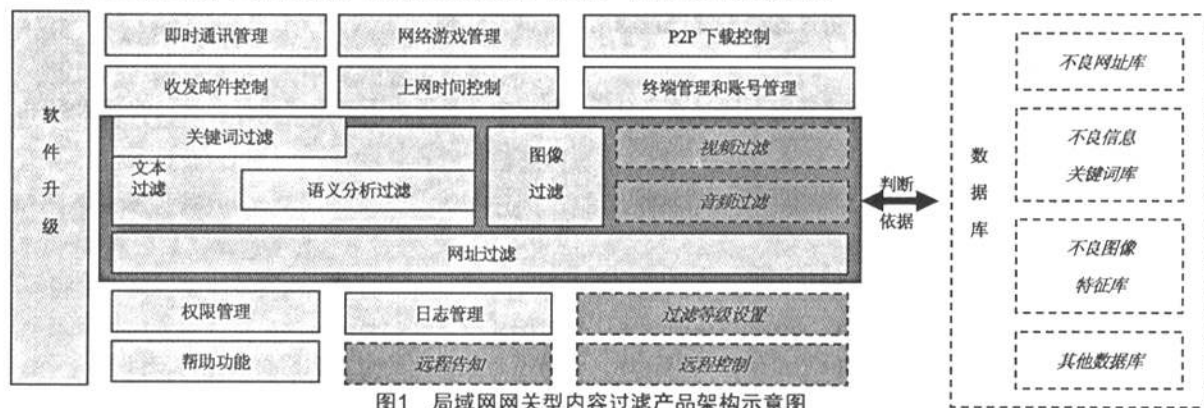 软件升级
即时通讯管理
网络游戏管理
P2P 下载控制
收发邮件控制
上网时间控制
终端管理和账号管理
关键词过滤
文本
过滤
语义分析过滤
图像
过滤
视频过滤
音频过滤
网址过滤
权限管理
日志管理
过滤等级设置
帮助功能
远程告知
远程控制
判断
依据
数据库
不良网址库
不良信息
关键词库
不良图像
特征库
其他数据库
图1 局域网网关型内容过滤产品架构示意图